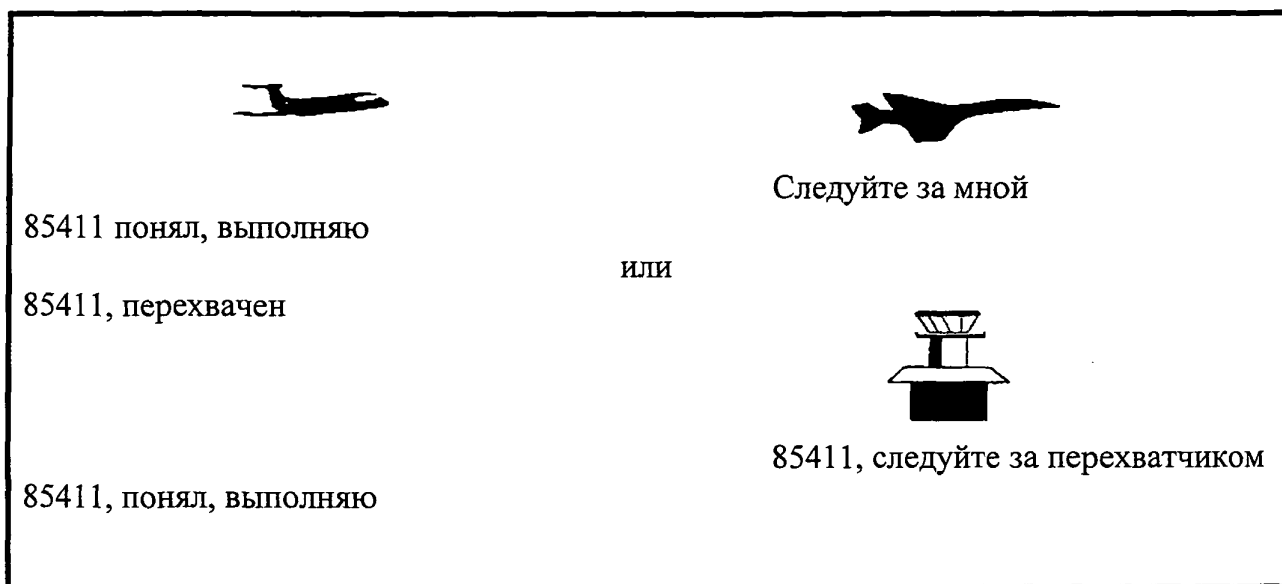 Следуйте за мной
85411 понял, выполняю
или
85411, перехвачен
85411, следуйте за перехватчиком
85411, понял, выполняю